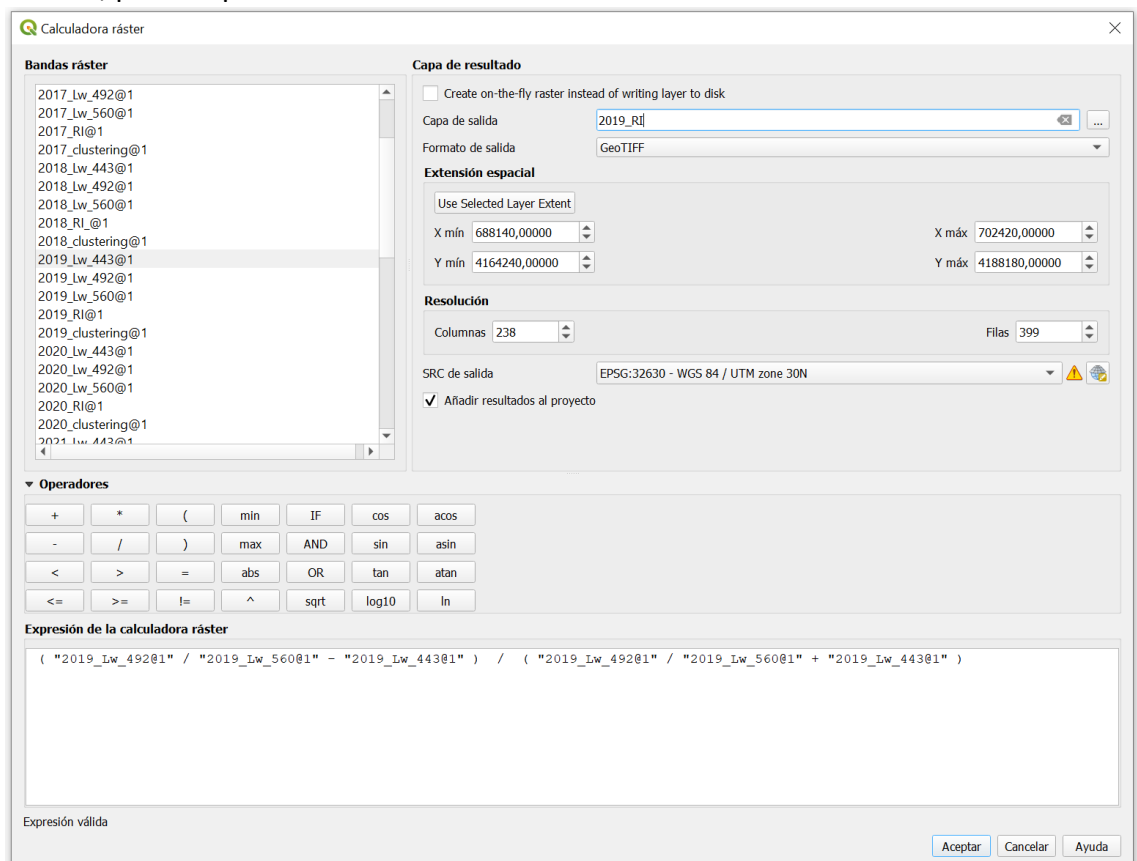 Calculadora ráster
Bandas ráster
2017_Lw_492@1
2017_Lw_560@1
2017_RI@1
2017_clustering@1
2018_Lw_443@1
2018_Lw_492@1
2018_Lw_560@1
2018_RI_@1
2018_clustering@1
2019_Lw_443@1
2019_Lw_492@1
2019_Lw_560@1
2019_RI@1
2019_clustering@1
2020_Lw_443@1
2020_Lw_492@1
2020_Lw_560@1
2020_RI@1
2020_clustering@1
2021_Lw_443@1
Capa de resultado
Create on-the-fly raster instead of writing layer to disk
Capa de salida 2019_RI ...
Formato de salida GeoTIFF
Extensión espacial
Use Selected Layer Extent
X mín 688140,00000 X máx 702420,00000
Y mín 4164240,00000 Y máx 4188180,00000
Resolución
Columnas 238 Filas 399
SRC de salida EPSG:32630 - WGS 84 / UTM zone 30N
Añadir resultados al proyecto
Operadores
+ * ( min IF cos acos
- / ) max AND sin asin
< > = abs OR tan atan
<= >= != ^ sqrt log10 ln
Expresión de la calculadora ráster
( "2019_Lw_492@1" / "2019_Lw_560@1" - "2019_Lw_443@1" ) / ( "2019_Lw_492@1" / "2019_Lw_560@1" + "2019_Lw_443@1" )
Expresión válida
Aceptar Cancelar Ayuda